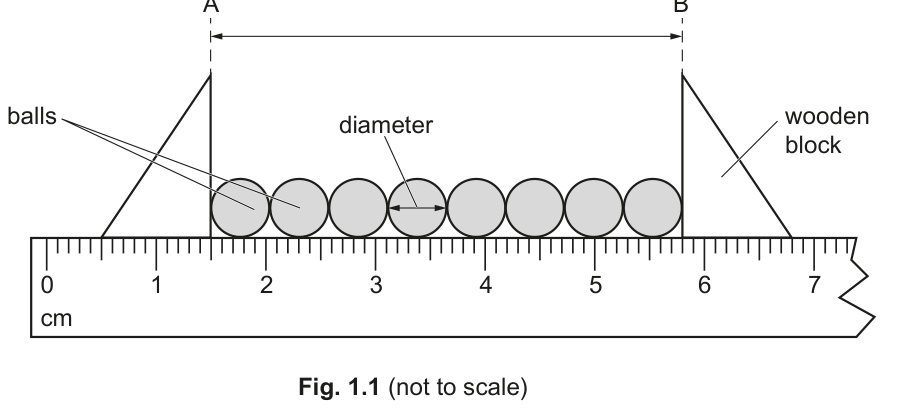 A B
balls
diameter
wooden
block
0 1 2 3 4 5 6 7
cm
Fig. 1.1 (not to scale)